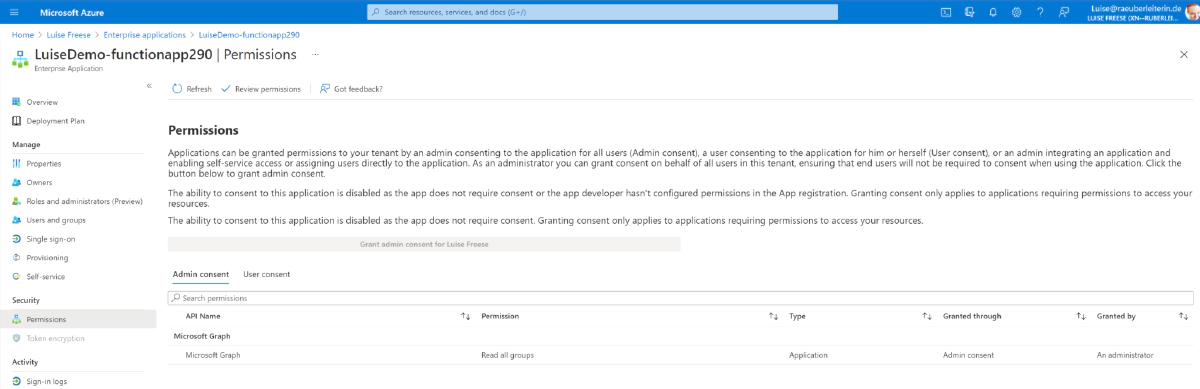 Microsoft Azure
Search resources, services, and docs (G+/)
Luise@raeuberleiterin.de
LUISE FREESE (XN--RUBERLEI...
Home > Luise Freese > Enterprise applications > LuiseDemo-functionapp290
LuiseDemo-functionapp290 | Permissions ...
Enterprise Application
Refresh
Review permissions
Got feedback?
Overview
Deployment Plan
Manage
Properties
Owners
Roles and administrators (Preview)
Users and groups
Single sign-on
Provisioning
Self-service
Security
Permissions
Token encryption
Activity
Sign-in logs
Permissions
Applications can be granted permissions to your tenant by an admin consenting to the application for all users (Admin consent), a user consenting to the application for him or herself (User consent), or an admin integrating an application and
enabling self-service access or assigning users directly to the application. As an administrator you can grant consent on behalf of all users in this tenant, ensuring that end users will not be required to consent when using the application. Click the
button below to grant admin consent.
The ability to consent to this application is disabled as the app does not require consent or the app developer hasn't configured permissions in the App registration. Granting consent only applies to applications requiring permissions to access your
resources.
The ability to consent to this application is disabled as the app does not require consent. Granting consent only applies to applications requiring permissions to access your resources.
Grant admin consent for Luise Freese
Admin consent User consent
Search permissions
API Name Permission Type Granted through Granted by
Microsoft Graph
Microsoft Graph Read all groups Application Admin consent An administrator